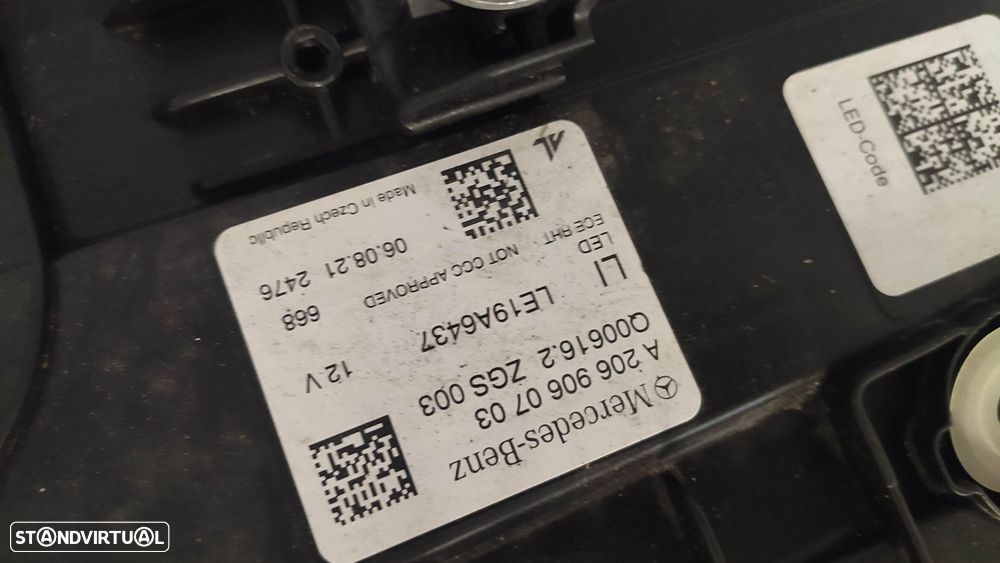 Mercedes-Benz
A 206 906 07 03
Q00616.2 ZGS 003
LI LE19A6437 12 V
LED
ECE RHT NOT CCC APPROVED 668
06.08.21 2476
AL Made in Czech Republic
LED-Code
STANDVIRTUAL